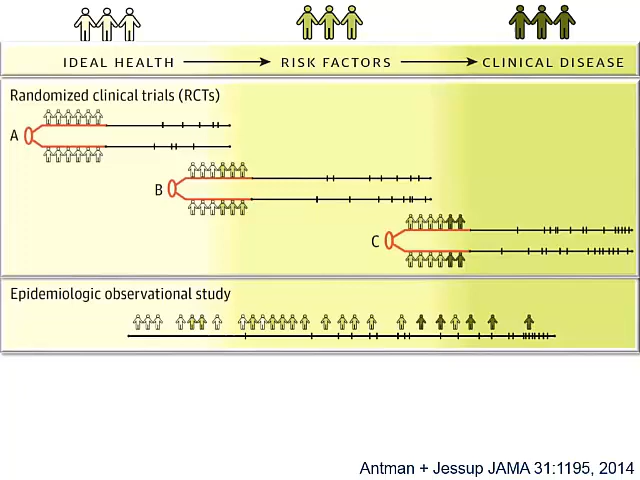 IDEAL HEALTH RISK FACTORS CLINICAL DISEASE
Randomized clinical trials (RCTs)
A
B
C
Epidemiologic observational study
Antman + Jessup JAMA 31:1195, 2014